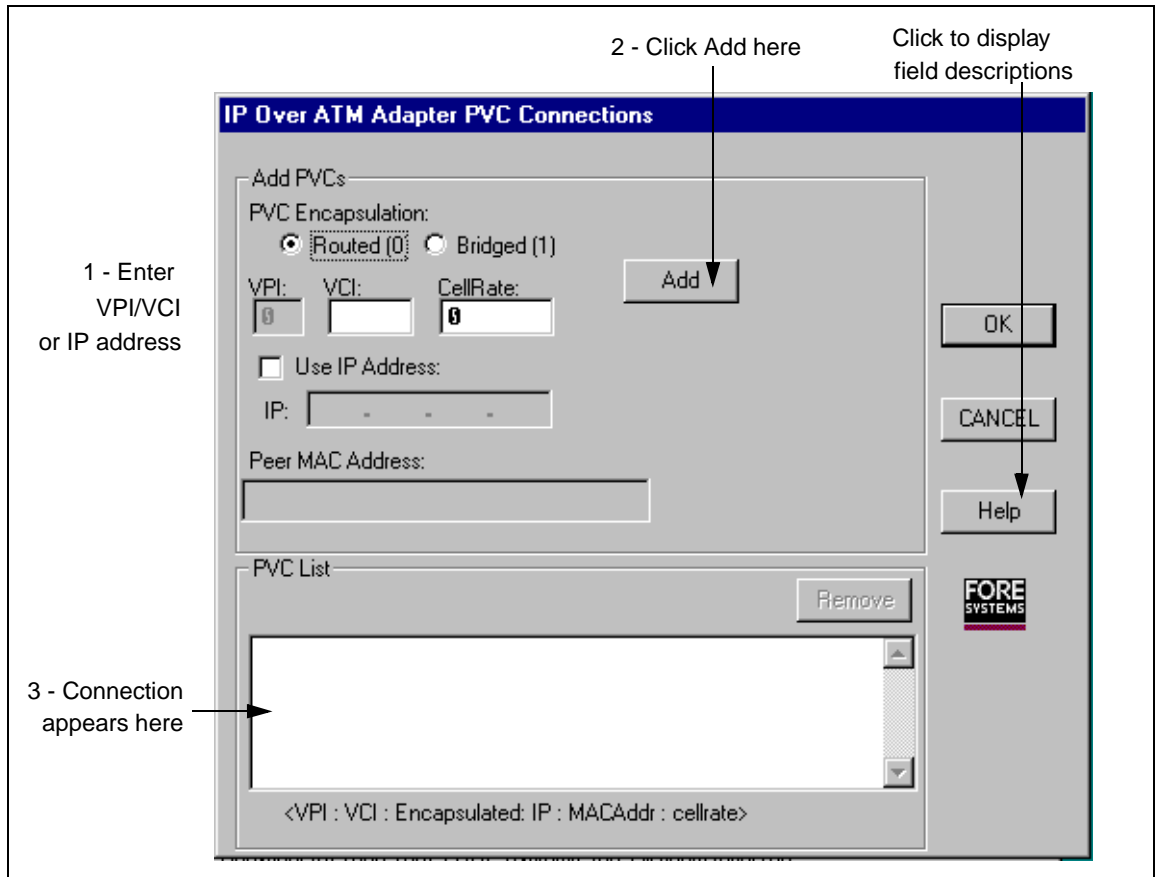 2 - Click Add here
Click to display
field descriptions
IP Over ATM Adapter PVC Connections
Add PVCs
PVC Encapsulation:
Routed (0) Bridged (1)
1 - Enter
VPI/VCI
or IP address
VPI: VCI: CellRate:
0 0
Add
OK
Use IP Address:
IP: . . .
CANCEL
Peer MAC Address:
Help
PVC List
Remove
FORE
SYSTEMS
3 - Connection
appears here
<VPI : VCI : Encapsulated: IP : MACAddr : cellrate>